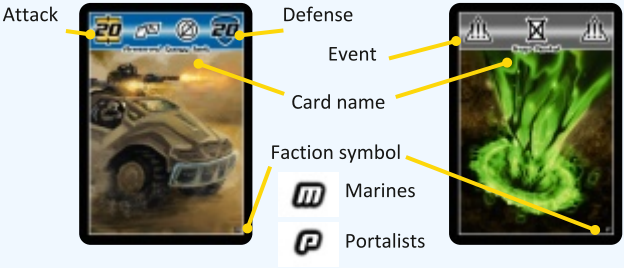 Attack
Defense
20
20
Event
Card name
Faction symbol
m Marines
P Portalists